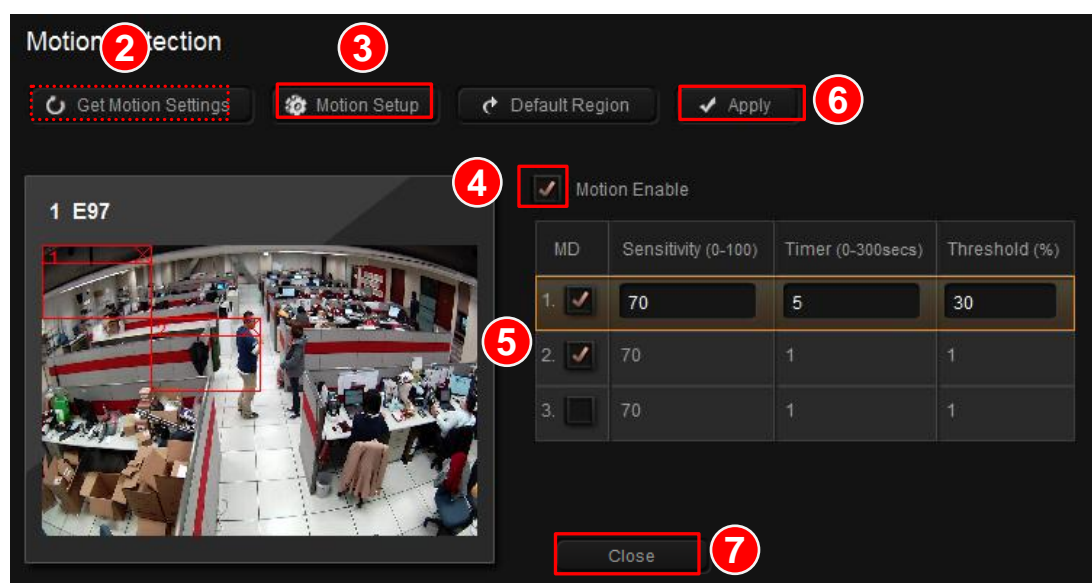 Motion Detection
2
3
Get Motion Settings
Motion Setup
Default Region
Apply
6
4
Motion Enable
1 E97
MD
Sensitivity (0-100)
Timer (0-300secs)
Threshold (%)
1
2
1. 70 5 30
5
2. 70 1 1
3. 70 1 1
Close
7